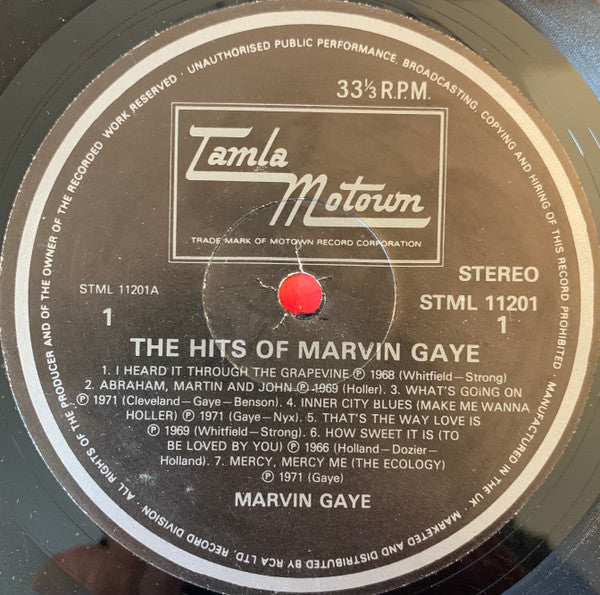 ALL RIGHTS OF THE PRODUCER AND OF THE OWNER OF THE RECORDED WORK RESERVED · UNAUTHORISED PUBLIC PERFORMANCE, BROADCASTING, COPYING AND HIRING OF THIS RECORD PROHIBITED · MANUFACTURED IN THE UK · MARKETED AND DISTRIBUTED BY RCA LTD. RECORD DIVISION ·
33⅓ R.P.M.
Tamla
Motown
TRADE MARK OF MOTOWN RECORD CORPORATION
STEREO
STML 11201A
STML 11201
1
1
THE HITS OF MARVIN GAYE
1. I HEARD IT THROUGH THE GRAPEVINE ℗ 1968 (Whitfield–Strong)
2. ABRAHAM, MARTIN AND JOHN ℗ 1969 (Holler). 3. WHAT'S GOING ON
℗ 1971 (Cleveland–Gaye–Benson). 4. INNER CITY BLUES (MAKE ME WANNA
HOLLER) ℗ 1971 (Gaye–Nyx). 5. THAT'S THE WAY LOVE IS
℗ 1969 (Whitfield–Strong). 6. HOW SWEET IT IS (TO
BE LOVED BY YOU) ℗ 1966 (Holland–Dozier–
Holland). 7. MERCY, MERCY ME (THE ECOLOGY)
℗ 1971 (Gaye)
MARVIN GAYE